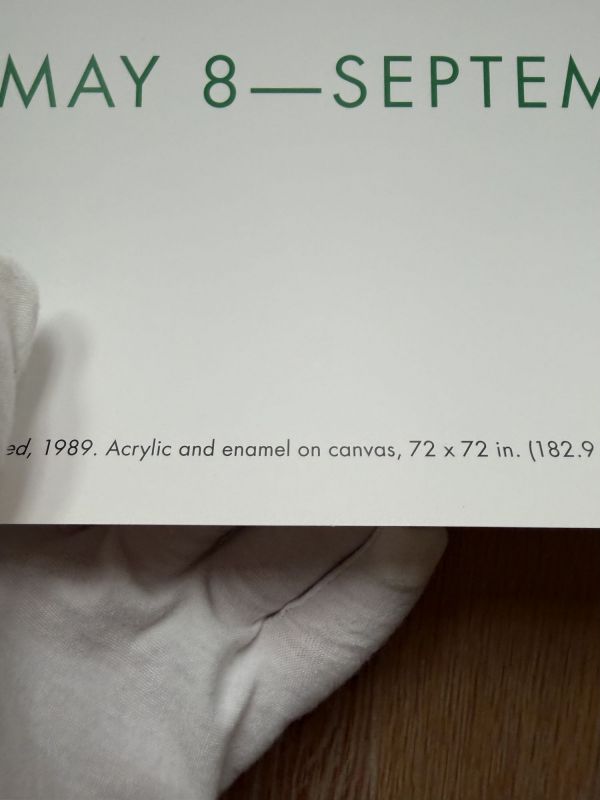 MAY 8—SEPTEM
ed, 1989. Acrylic and enamel on canvas, 72 x 72 in. (182.9